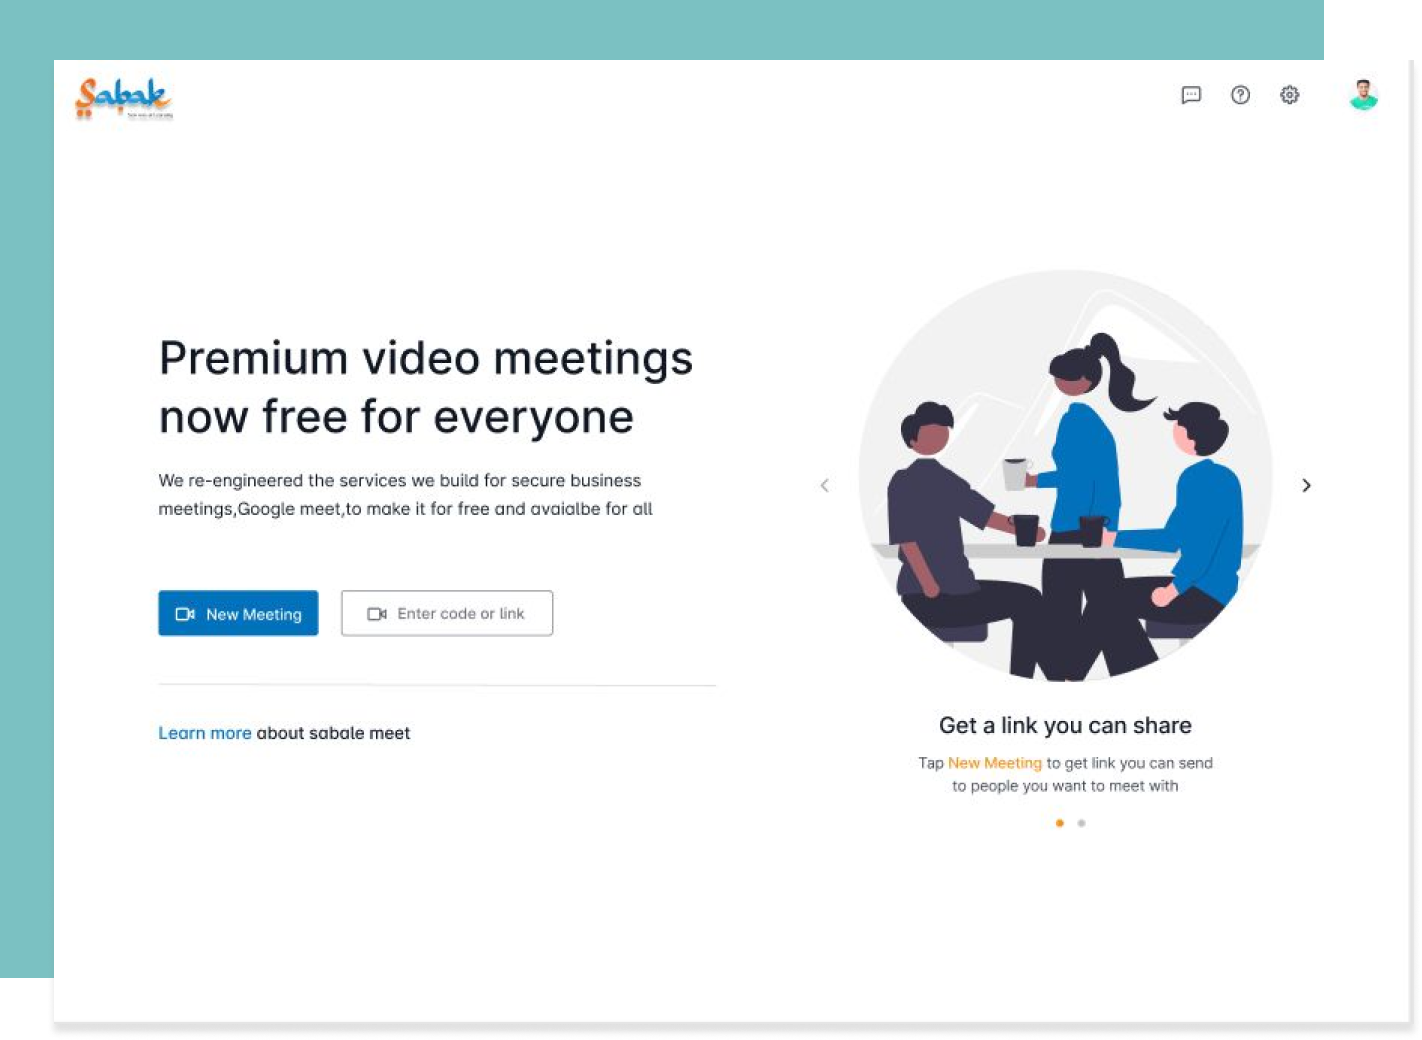 Sabak
Premium video meetings
now free for everyone
We re-engineered the services we build for secure business
meetings,Google meet,to make it for free and avaialbe for all
New Meeting
Enter code or link
Learn more about sabale meet
Get a link you can share
Tap New Meeting to get link you can send
to people you want to meet with